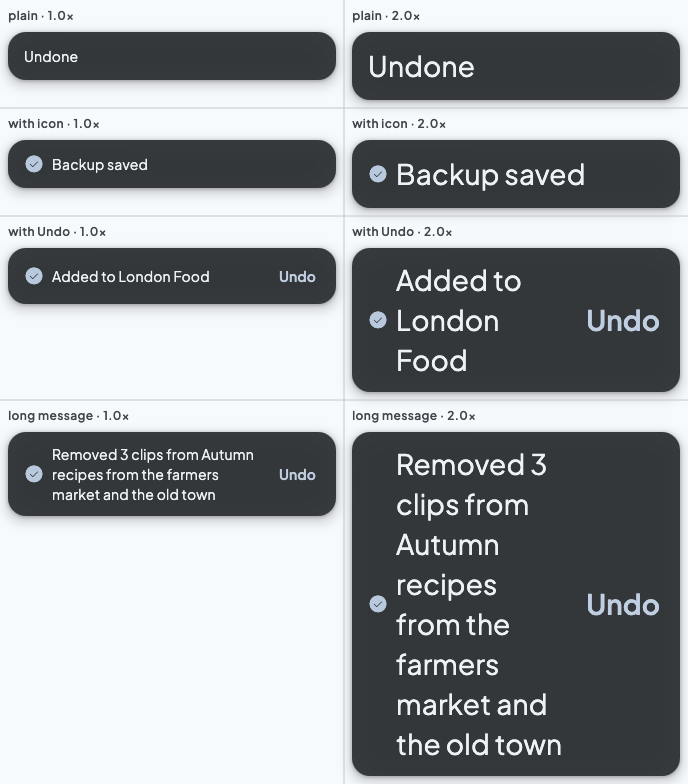 plain · 1.0×
Undone
plain · 2.0×
Undone
with icon · 1.0×
Backup saved
with icon · 2.0×
Backup saved
with Undo · 1.0×
Added to London Food
Undo
with Undo · 2.0×
Added to
London
Food
Undo
long message · 1.0×
Removed 3 clips from Autumn
recipes from the farmers
market and the old town
Undo
long message · 2.0×
Removed 3
clips from
Autumn
recipes
from the
farmers
market and
the old town
Undo